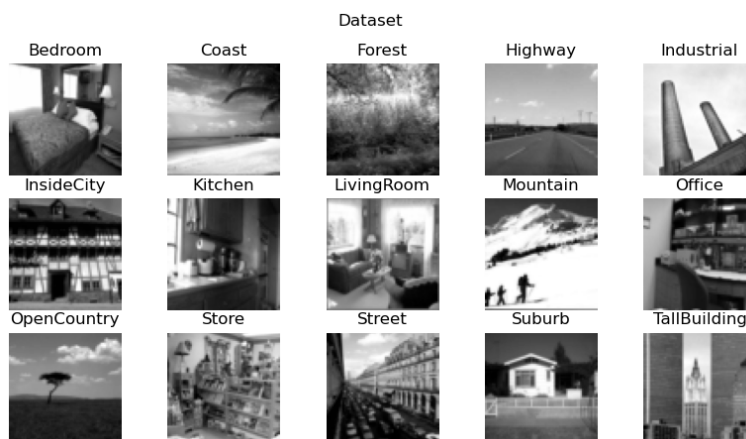 Dataset
Bedroom Coast Forest Highway Industrial
InsideCity Kitchen LivingRoom Mountain Office
OpenCountry Store Street Suburb TallBuilding